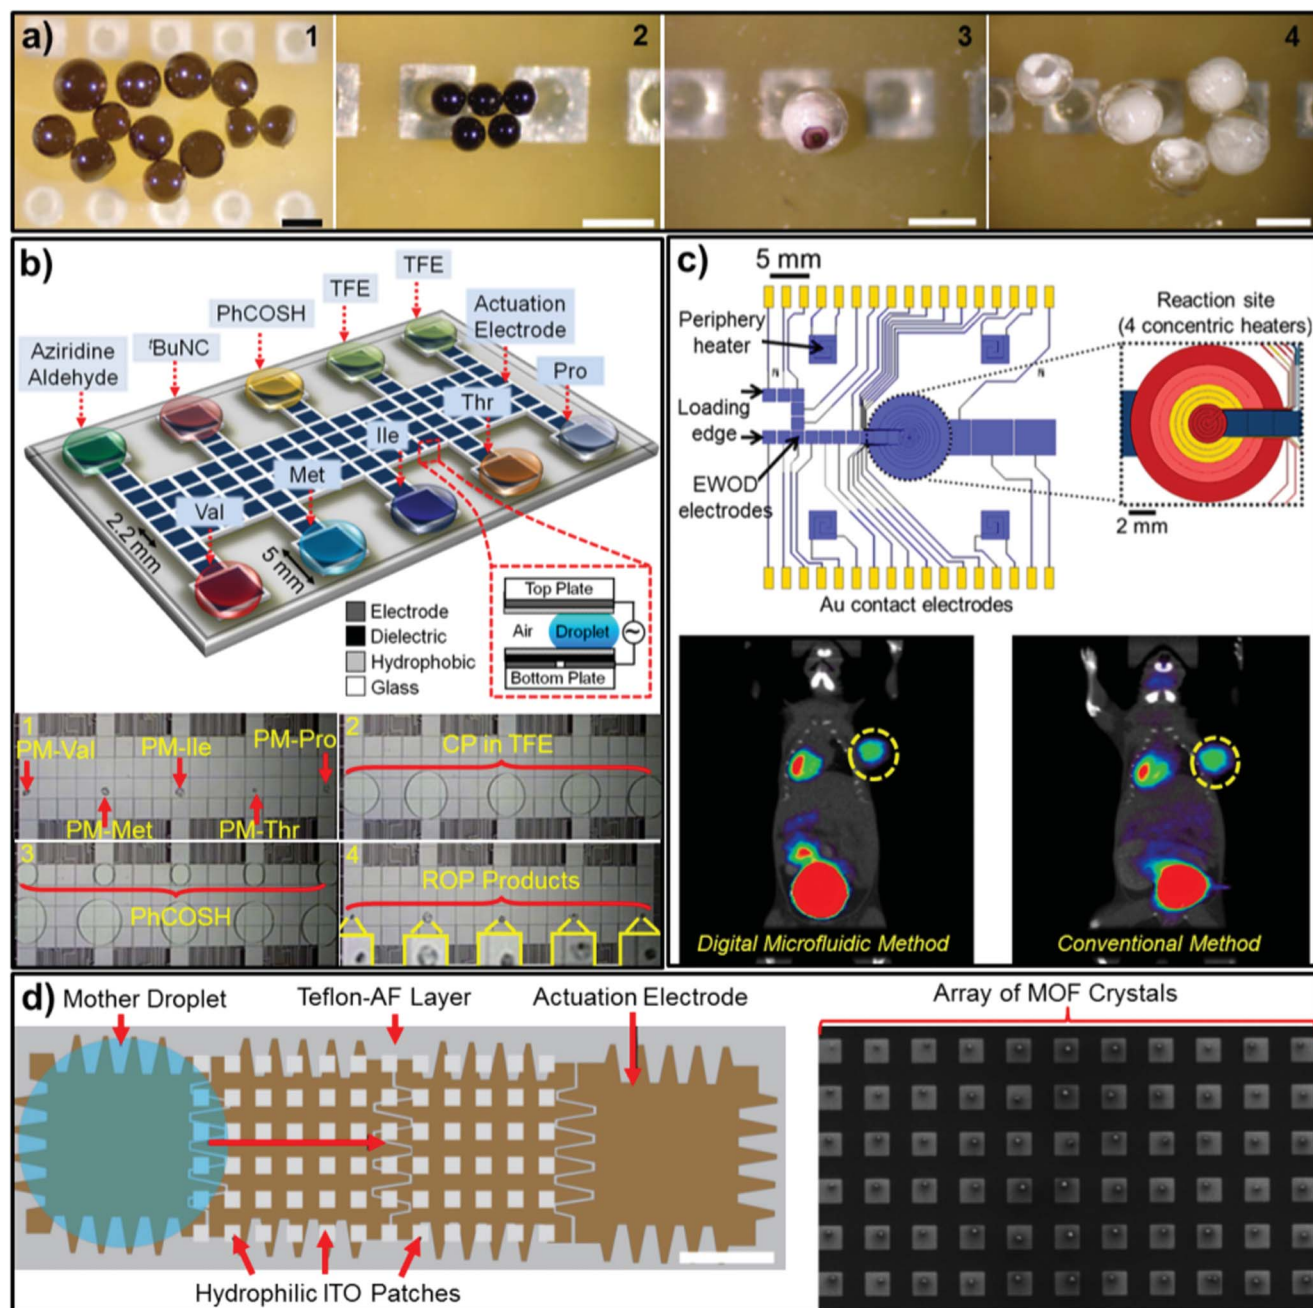 a)
1
2
3
4
b)
TFE
TFE
PhCOSH
Actuation
Electrode
ᵗBuNC
Aziridine
Aldehyde
Pro
Thr
Ile
Met
Val
2.2 mm
5 mm
Electrode
Dielectric
Hydrophobic
Glass
Top Plate
Air
Droplet
~
Bottom Plate
1
PM-Val
PM-Ile
PM-Pro
PM-Met
PM-Thr
2
CP in TFE
3
PhCOSH
4
ROP Products
c)
5 mm
Periphery
heater
Loading
edge
EWOD
electrodes
Au contact electrodes
Reaction site
(4 concentric heaters)
2 mm
Digital Microfluidic Method
Conventional Method
d)
Mother Droplet
Teflon-AF Layer
Actuation Electrode
Hydrophilic ITO Patches
Array of MOF Crystals